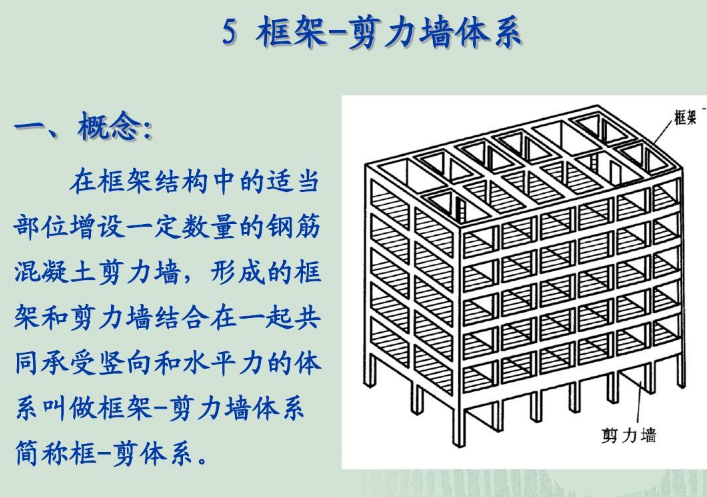 5 框架-剪力墙体系
一、概念：
在框架结构中的适当
部位增设一定数量的钢筋
混凝土剪力墙，形成的框
架和剪力墙结合在一起共
同承受竖向和水平力的体
系叫做框架-剪力墙体系
简称框-剪体系。
框架
剪力墙